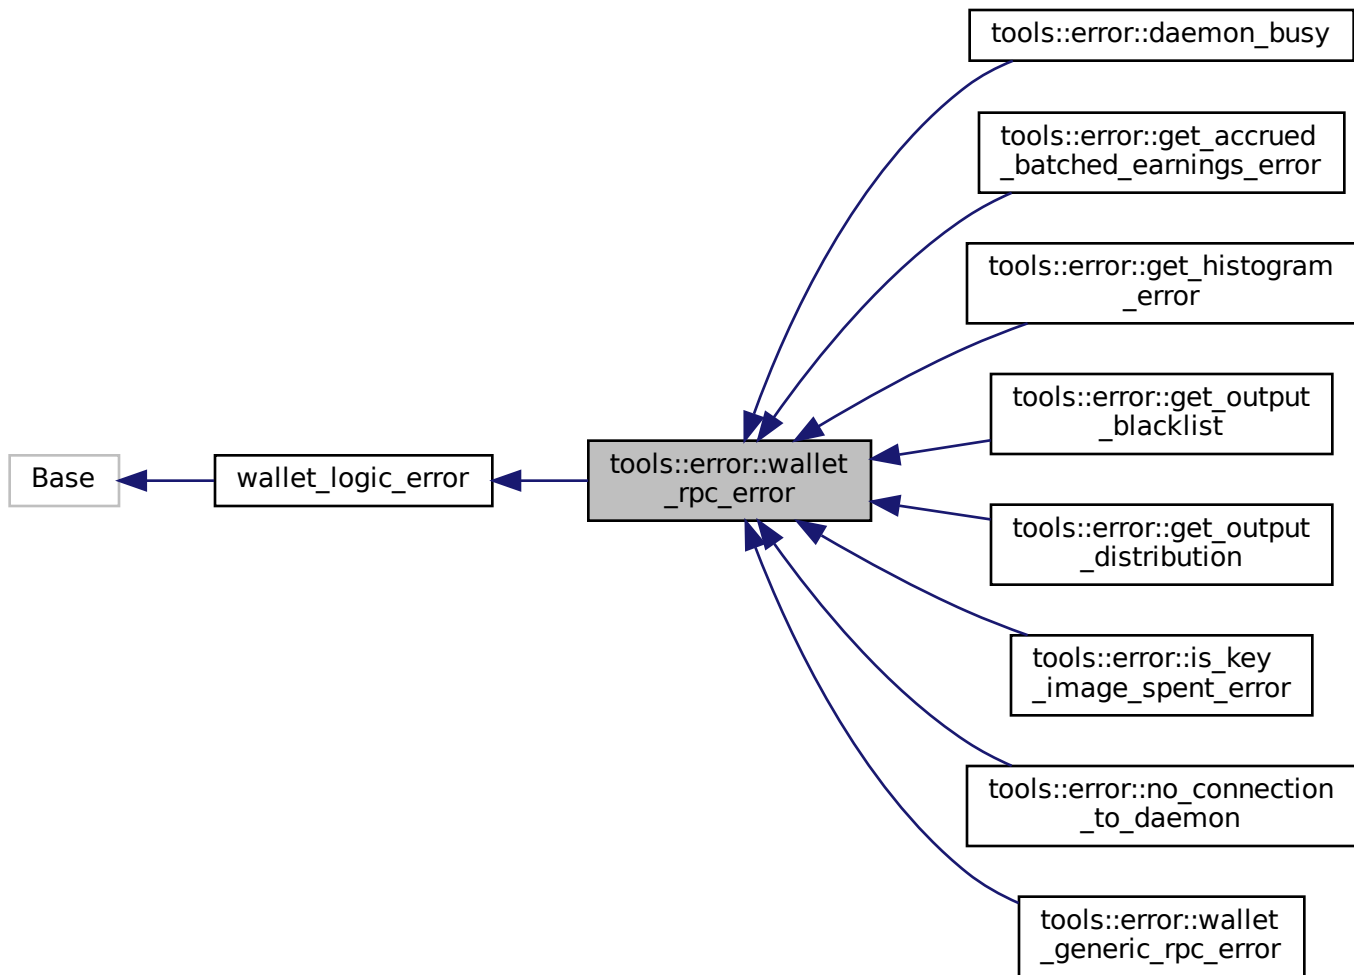 Base
wallet_logic_error
tools::error::wallet
_rpc_error
tools::error::daemon_busy
tools::error::get_accrued
_batched_earnings_error
tools::error::get_histogram
_error
tools::error::get_output
_blacklist
tools::error::get_output
_distribution
tools::error::is_key
_image_spent_error
tools::error::no_connection
_to_daemon
tools::error::wallet
_generic_rpc_error